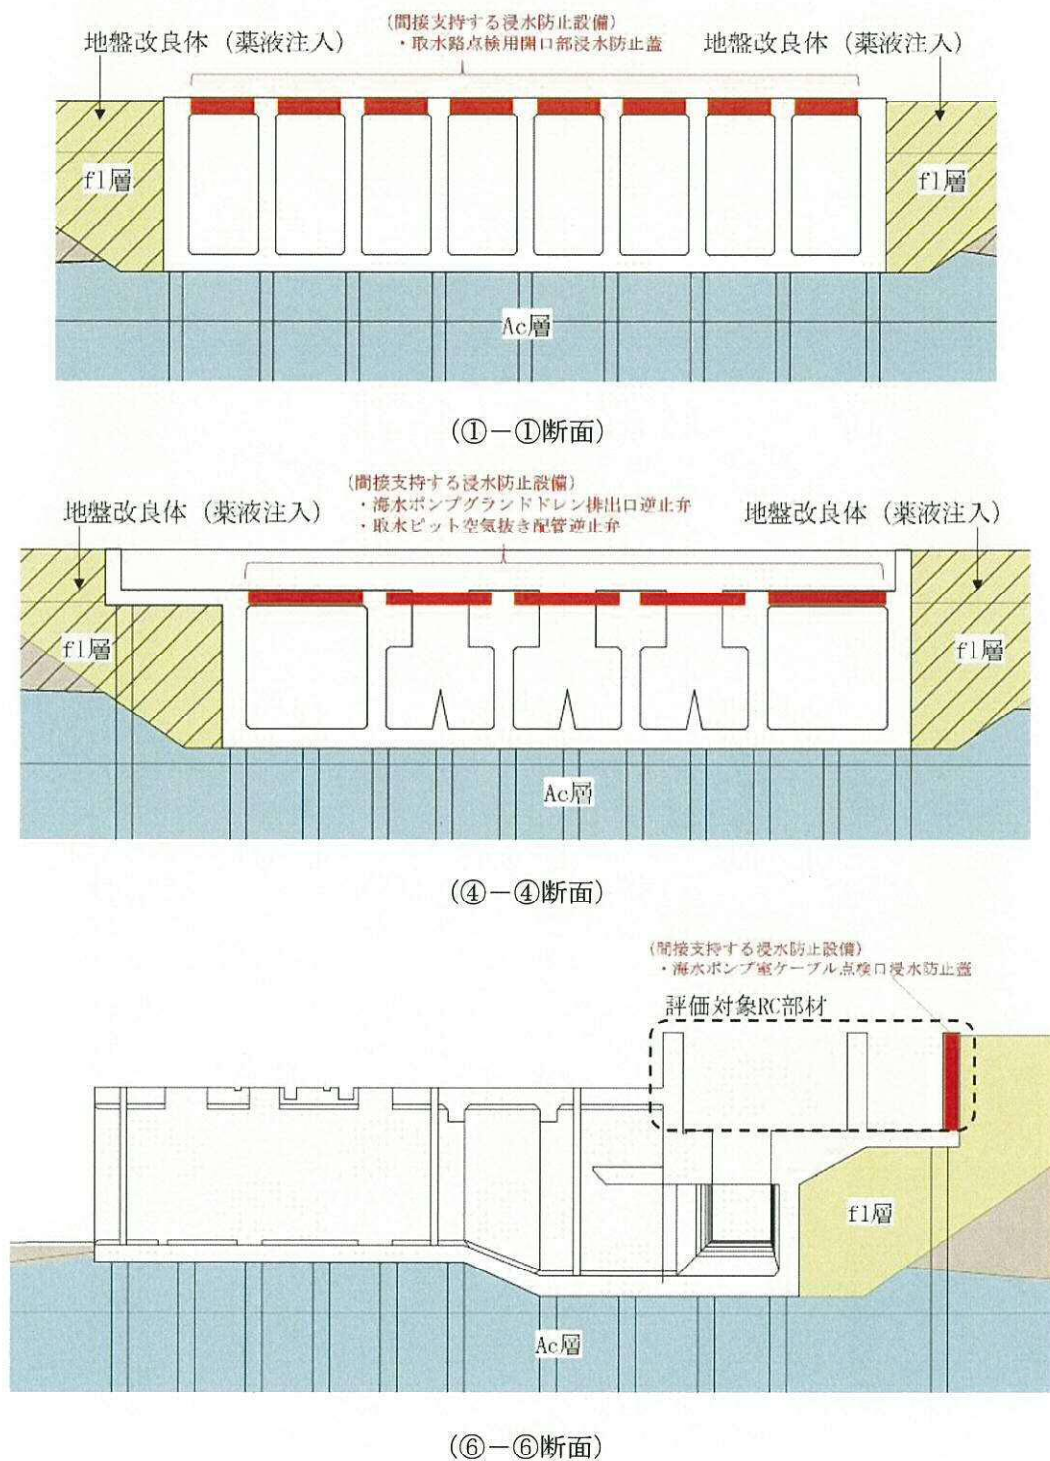 (間接支持する浸水防止設備)
・取水路点検用開口部浸水防止蓋
地盤改良体（薬液注入）
地盤改良体（薬液注入）
f1層
f1層
Ac層
(①－①断面)
(間接支持する浸水防止設備)
・海水ポンプグランドドレン排出口逆止弁
・取水ピット空気抜き配管逆止弁
地盤改良体（薬液注入）
地盤改良体（薬液注入）
f1層
f1層
Ac層
(④－④断面)
(間接支持する浸水防止設備)
・海水ポンプ室ケーブル点検口浸水防止蓋
評価対象RC部材
f1層
Ac層
(⑥－⑥断面)